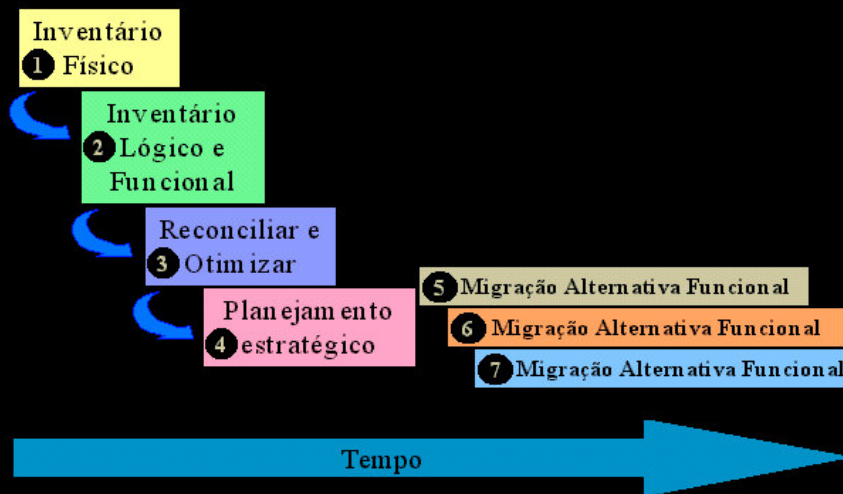 Inventário
1 Físico
Inventário
2 Lógico e
Funcional
Reconciliar e
3 Otimizar
Planejamento
4 estratégico
5 Migração Alternativa Funcional
6 Migração Alternativa Funcional
7 Migração Alternativa Funcional
Tempo